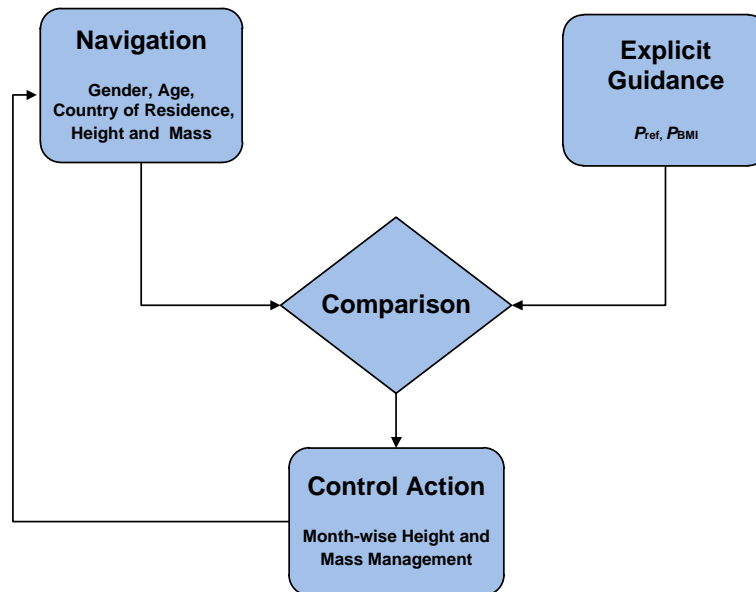 Navigation
Gender, Age,
Country of Residence,
Height and Mass
Explicit
Guidance
Pref, PBMI
Comparison
Control Action
Month-wise Height and
Mass Management